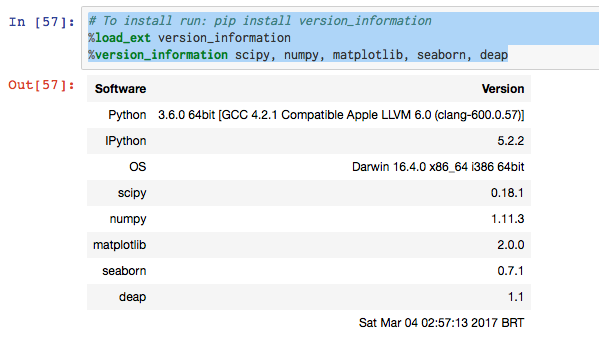 In [57]: # To install run: pip install version_information
%load_ext version_information
%version_information scipy, numpy, matplotlib, seaborn, deap
Out[57]: Software Version
Python 3.6.0 64bit [GCC 4.2.1 Compatible Apple LLVM 6.0 (clang-600.0.57)]
IPython 5.2.2
OS Darwin 16.4.0 x86_64 i386 64bit
scipy 0.18.1
numpy 1.11.3
matplotlib 2.0.0
seaborn 0.7.1
deap 1.1
Sat Mar 04 02:57:13 2017 BRT